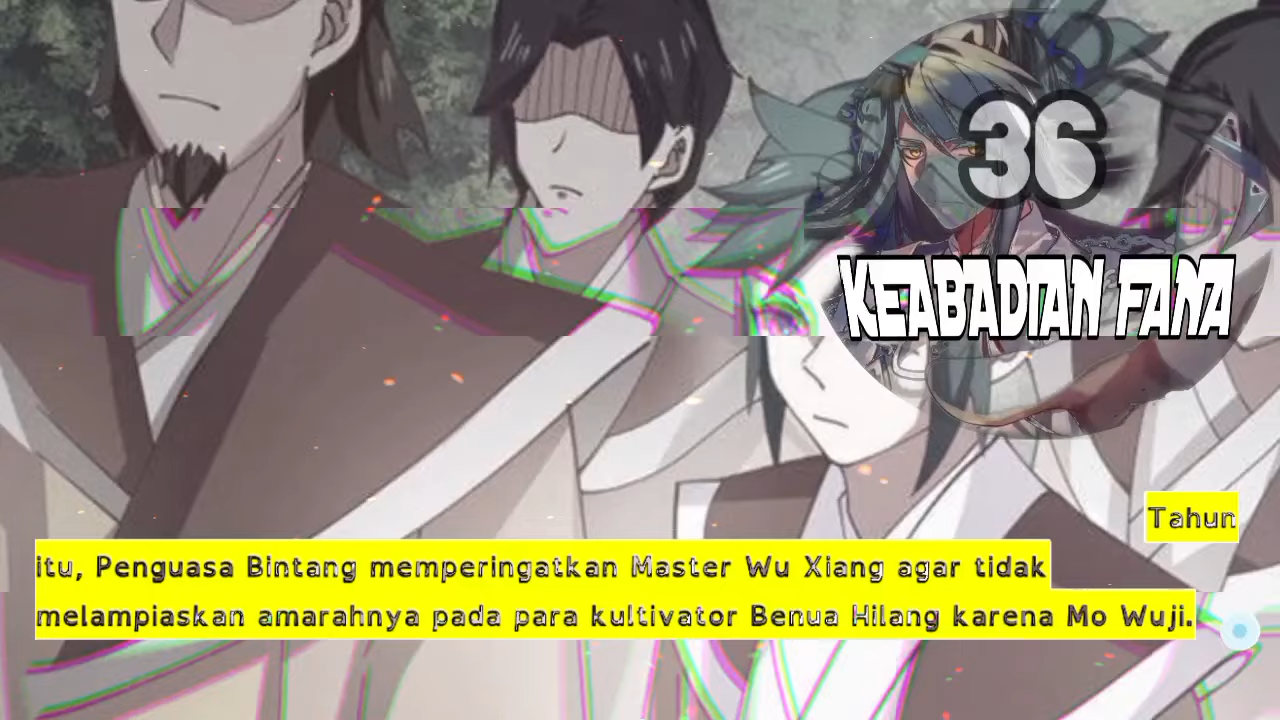 36
KEABADIAN FANA
Tahun
itu, Penguasa Bintang memperingatkan Master Wu Xiang agar tidak
melampiaskan amarahnya pada para kultivator Benua Hilang karena Mo Wuji.